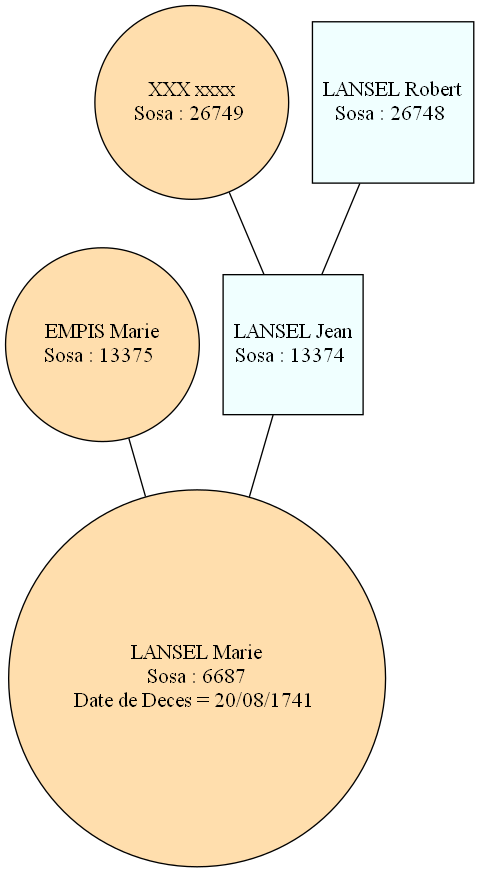 XXX xxxx
Sosa : 26749
LANSEL Robert
Sosa : 26748
EMPIS Marie
Sosa : 13375
LANSEL Jean
Sosa : 13374
LANSEL Marie
Sosa : 6687
Date de Deces = 20/08/1741